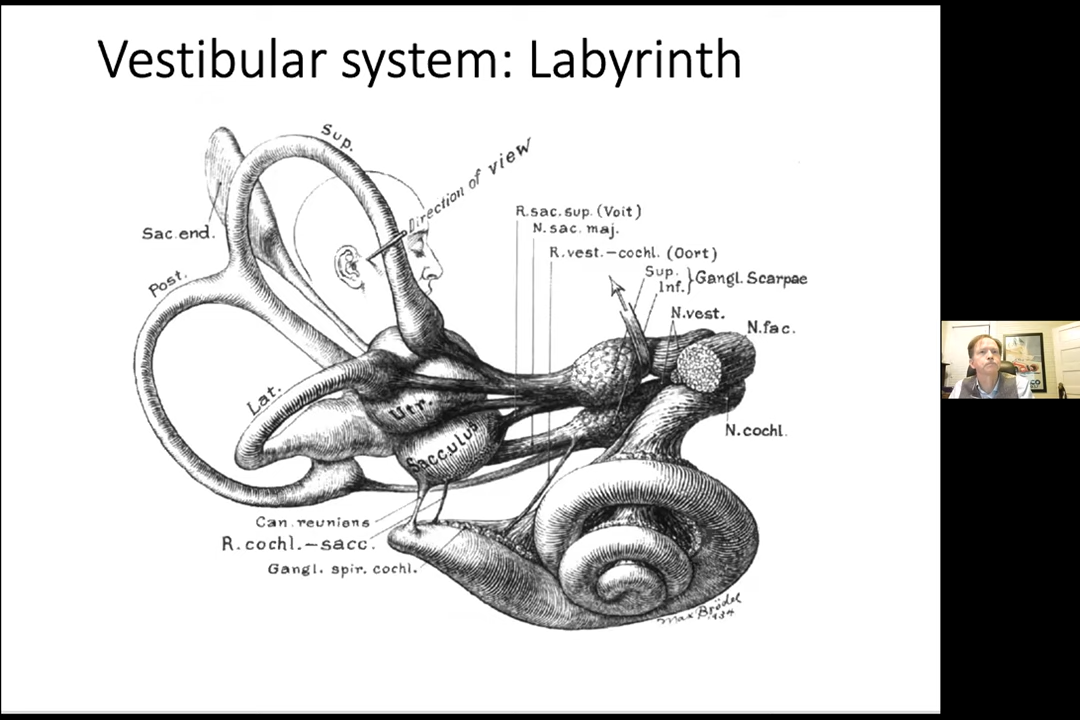 Vestibular system: Labyrinth
Sup.
Direction of view
Sac. end.
Post.
R. sac. sup. (Voit)
N. sac. maj.
R. vest.–cochl. (Oort)
Sup.
Inf.
Gangl. Scarpae
N. vest.
N. fac.
Lat.
Utr.
Sacculus
N. cochl.
Can. reuniens
R. cochl.–sacc.
Gangl. spir. cochl.
Max Brödel